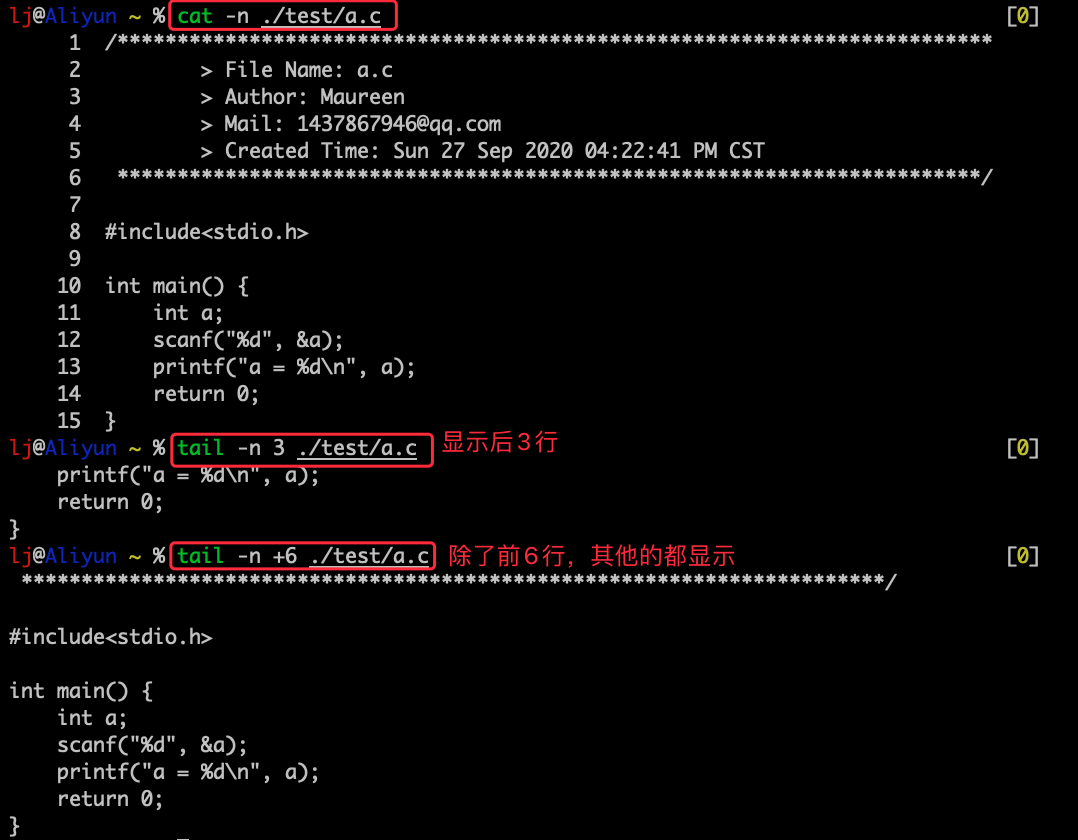 lj@Aliyun ~ % cat -n ./test/a.c [0]
1 /*************************************************************************
2 > File Name: a.c
3 > Author: Maureen
4 > Mail: 1437867946@qq.com
5 > Created Time: Sun 27 Sep 2020 04:22:41 PM CST
6 ************************************************************************/
7
8 #include<stdio.h>
9
10 int main() {
11 int a;
12 scanf("%d", &a);
13 printf("a = %d\n", a);
14 return 0;
15 }
lj@Aliyun ~ % tail -n 3 ./test/a.c 显示后3行 [0]
printf("a = %d\n", a);
return 0;
}
lj@Aliyun ~ % tail -n +6 ./test/a.c 除了前6行，其他的都显示 [0]
************************************************************************/
#include<stdio.h>
int main() {
int a;
scanf("%d", &a);
printf("a = %d\n", a);
return 0;
}